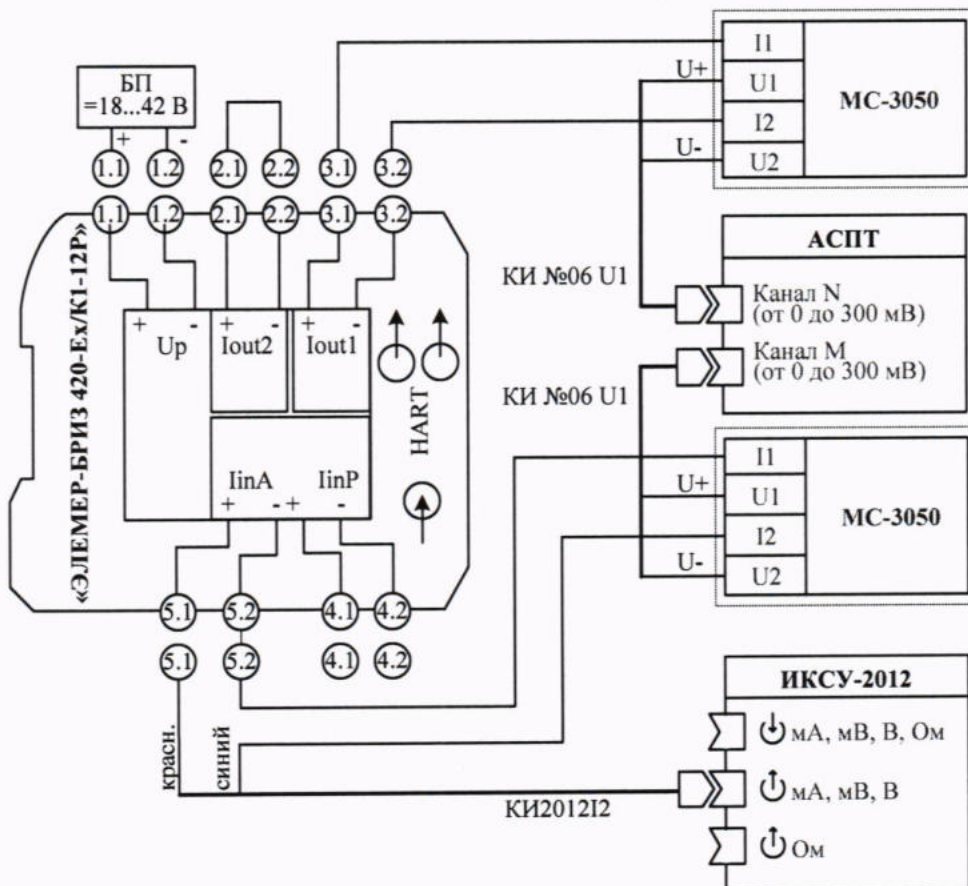 БП
=18...42 В
+ -
1.1 1.2 2.1 2.2 3.1 3.2
1.1 1.2 2.1 2.2 3.1 3.2
«ЭЛЕМЕР-БРИЗ 420-Ex/К1-12Р»
+ - + - + -
Up Iout2 Iout1
HART
IinA IinP
+ - + -
5.1 5.2 4.1 4.2
5.1 5.2 4.1 4.2
красн.
синий
КИ2012I2
I1
U+ U1
I2
U- U2
МС-3050
АСПТ
КИ №06 U1
Канал N
(от 0 до 300 мВ)
Канал M
(от 0 до 300 мВ)
КИ №06 U1
I1
U+ U1
I2
U- U2
МС-3050
ИКСУ-2012
мА, мВ, В, Ом
мА, мВ, В
Ом